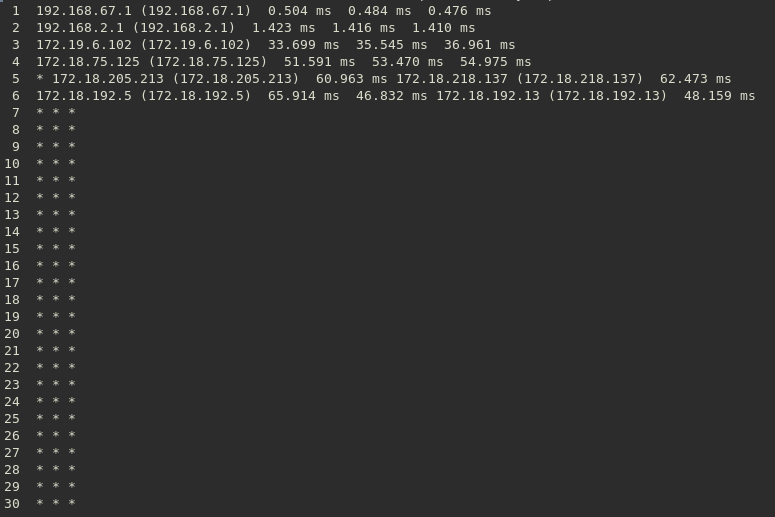 1 192.168.67.1 (192.168.67.1) 0.504 ms 0.484 ms 0.476 ms
2 192.168.2.1 (192.168.2.1) 1.423 ms 1.416 ms 1.410 ms
3 172.19.6.102 (172.19.6.102) 33.699 ms 35.545 ms 36.961 ms
4 172.18.75.125 (172.18.75.125) 51.591 ms 53.470 ms 54.975 ms
5 * 172.18.205.213 (172.18.205.213) 60.963 ms 172.18.218.137 (172.18.218.137) 62.473 ms
6 172.18.192.5 (172.18.192.5) 65.914 ms 46.832 ms 172.18.192.13 (172.18.192.13) 48.159 ms
7 * * *
8 * * *
9 * * *
10 * * *
11 * * *
12 * * *
13 * * *
14 * * *
15 * * *
16 * * *
17 * * *
18 * * *
19 * * *
20 * * *
21 * * *
22 * * *
23 * * *
24 * * *
25 * * *
26 * * *
27 * * *
28 * * *
29 * * *
30 * * *